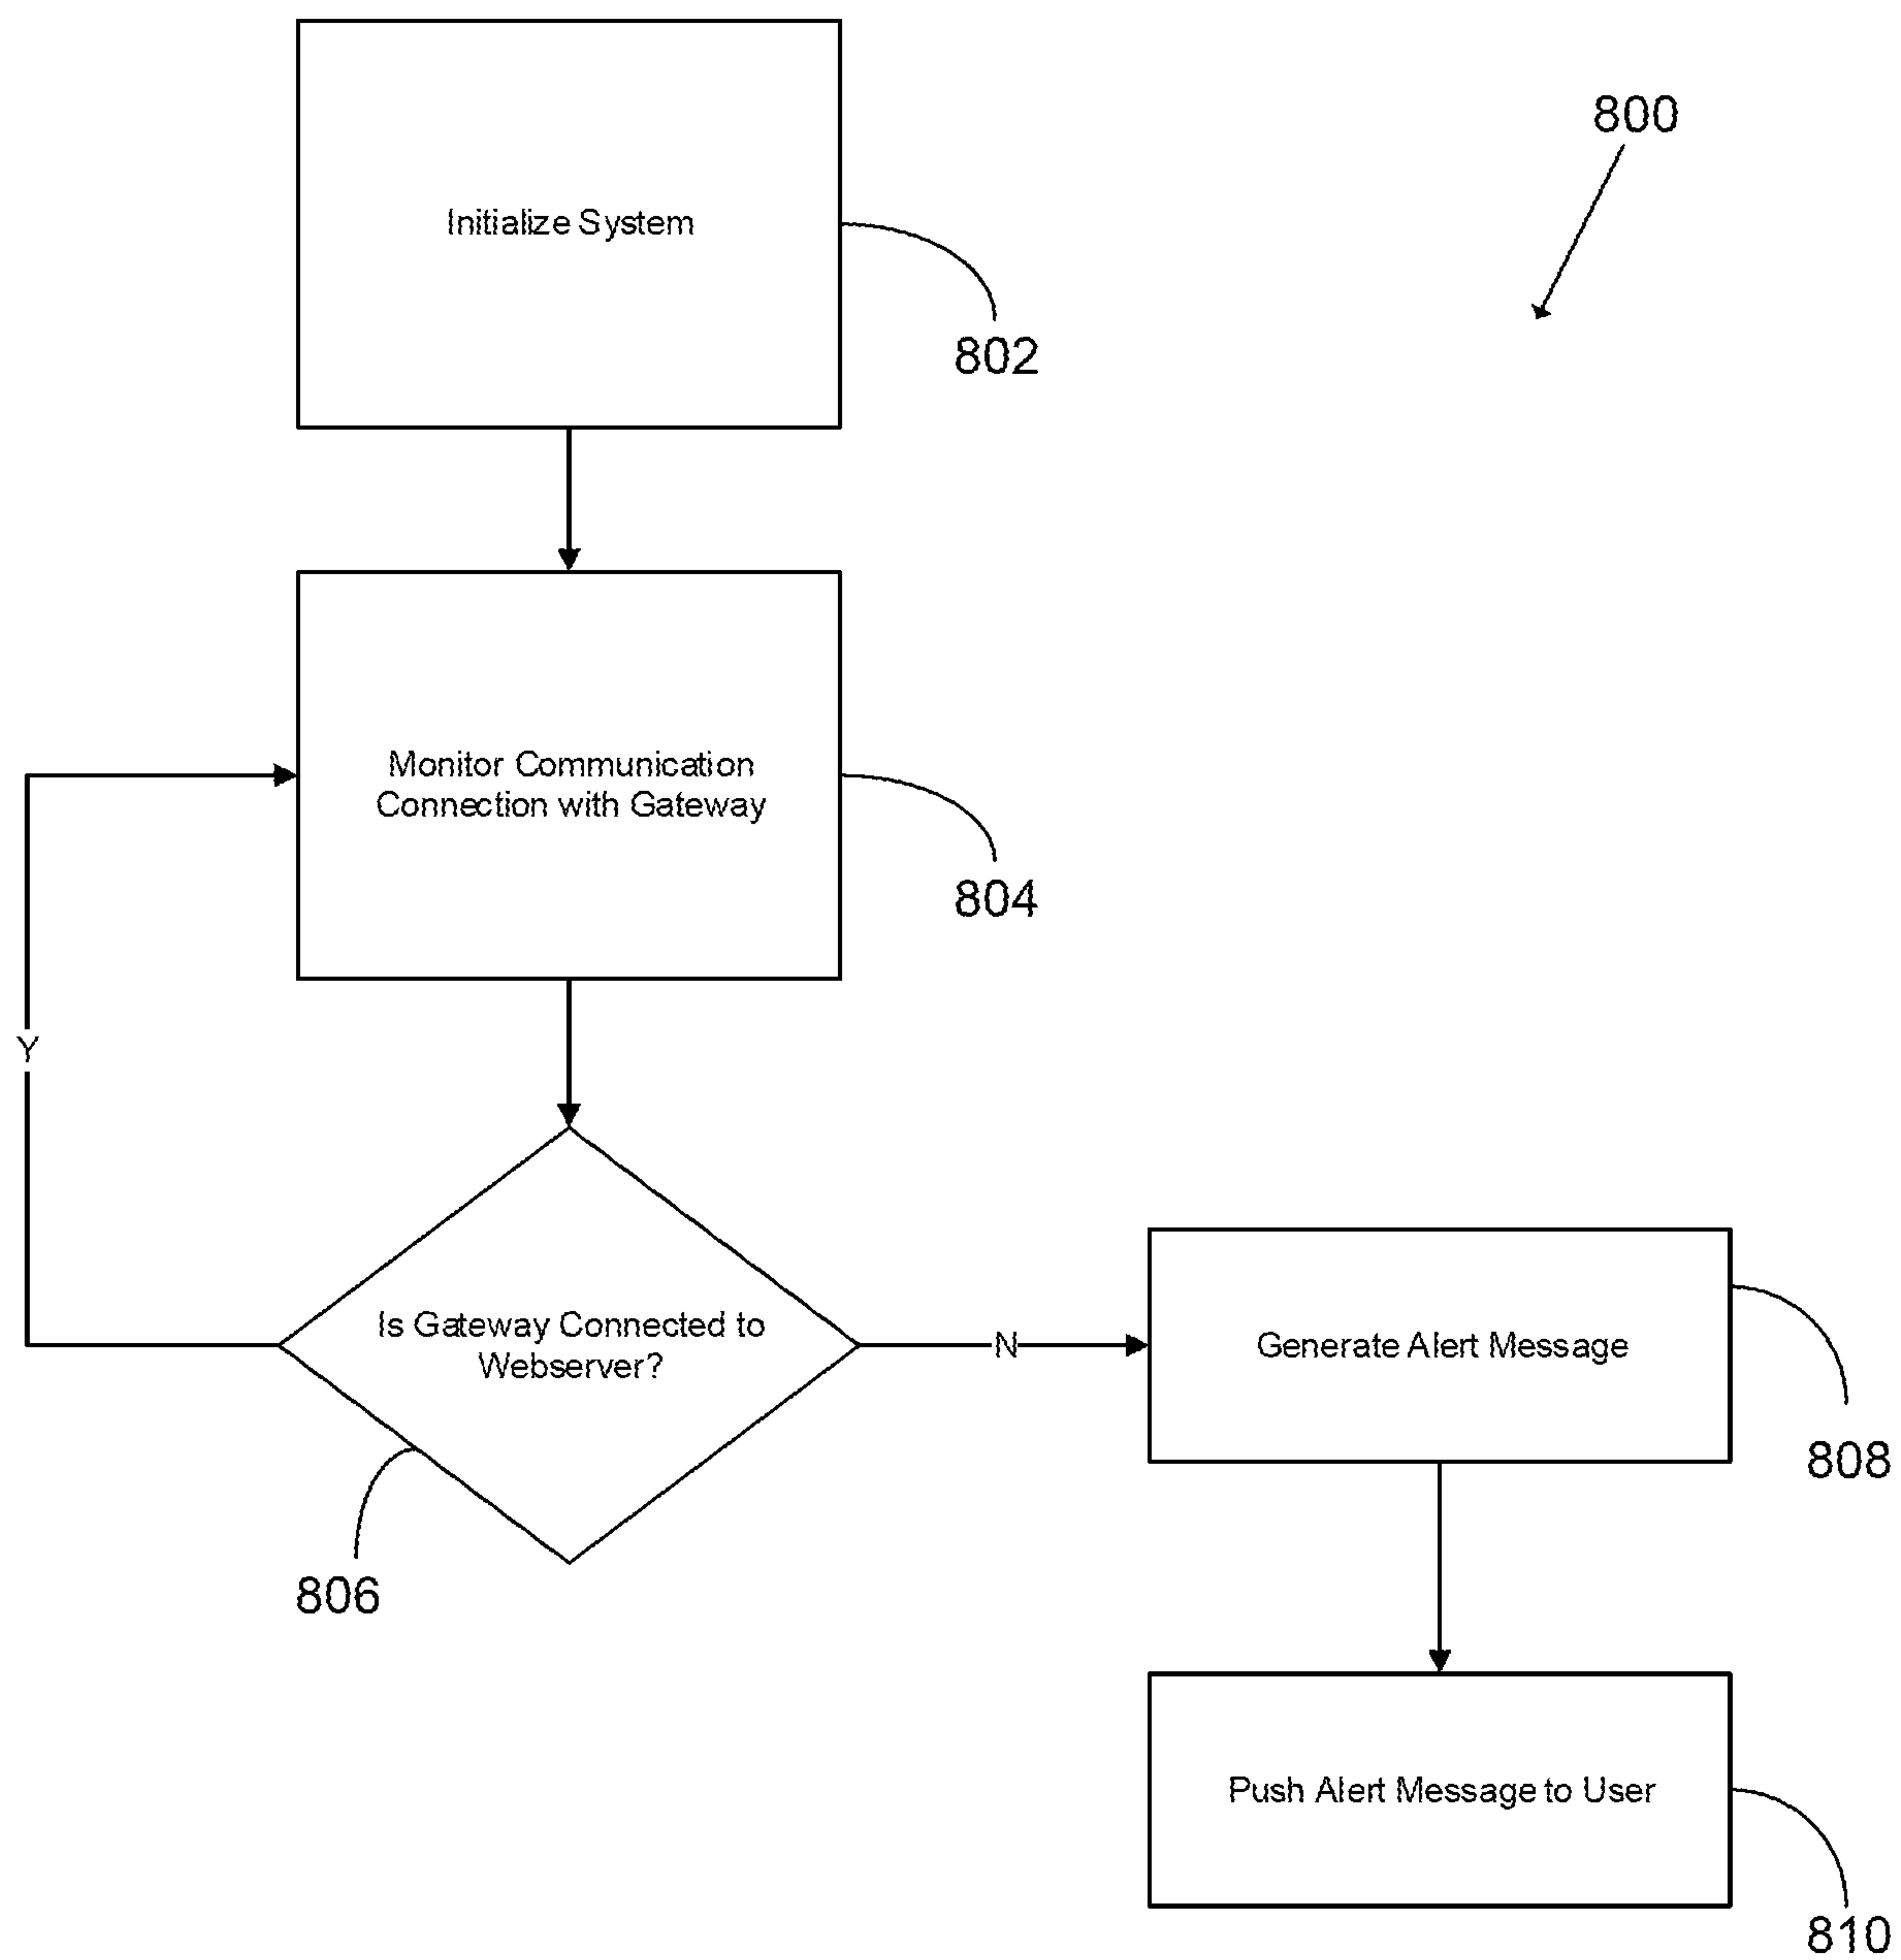 800
Initialize System
802
Monitor Communication
Connection with Gateway
804
Y
Is Gateway Connected to
Webserver?
N
Generate Alert Message
808
806
Push Alert Message to User
810